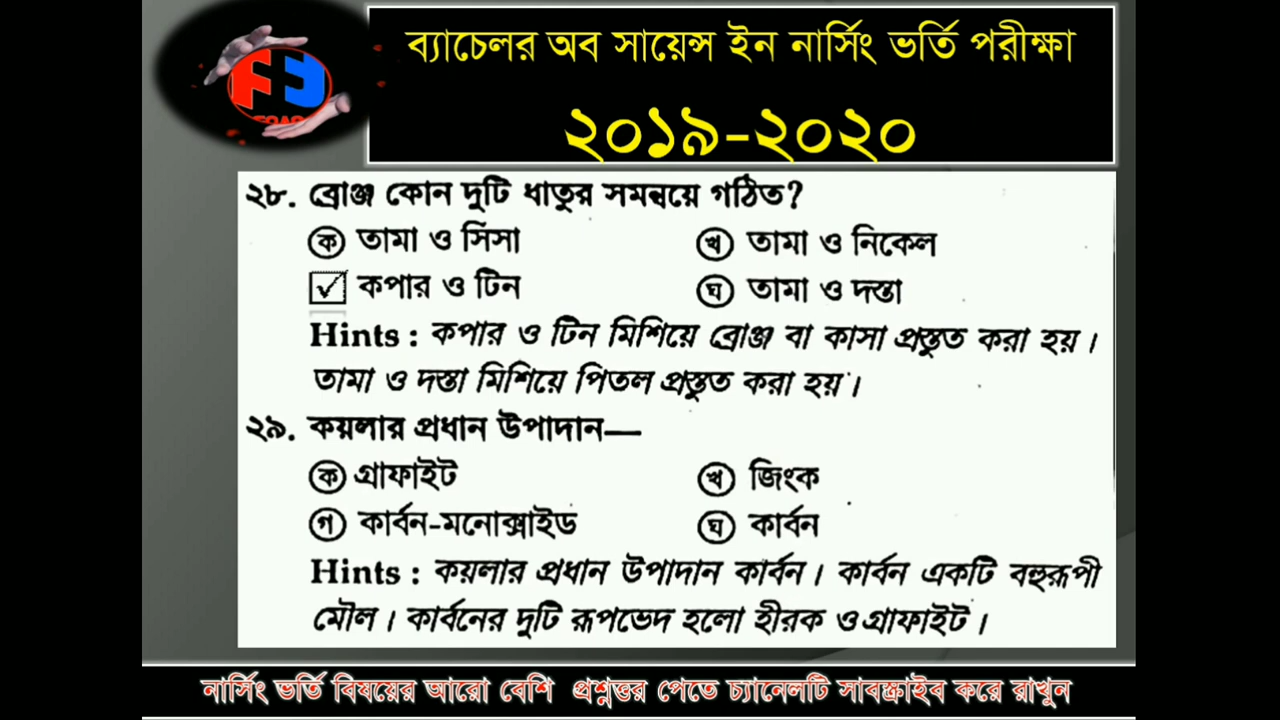 ব্যাচেলর অব সায়েন্স ইন নার্সিং ভর্তি পরীক্ষা
২০১৯-২০২০
২৮. ব্রোঞ্জ কোন দুটি ধাতুর সমন্বয়ে গঠিত?
ক তামা ও সিসা খ তামা ও নিকেল
✓ কপার ও টিন ঘ তামা ও দস্তা
Hints : কপার ও টিন মিশিয়ে ব্রোঞ্জ বা কাসা প্রস্তুত করা হয়।
তামা ও দস্তা মিশিয়ে পিতল প্রস্তুত করা হয়।
২৯. কয়লার প্রধান উপাদান—
ক গ্রাফাইট খ জিংক
গ কার্বন-মনোক্সাইড ঘ কার্বন
Hints : কয়লার প্রধান উপাদান কার্বন। কার্বন একটি বহুরূপী
মৌল। কার্বনের দুটি রূপভেদ হলো হীরক ও গ্রাফাইট।
নার্সিং ভর্তি বিষয়ের আরো বেশি প্রশ্নত্তর পেতে চ্যানেলটি সাবস্ক্রাইব করে রাখুন